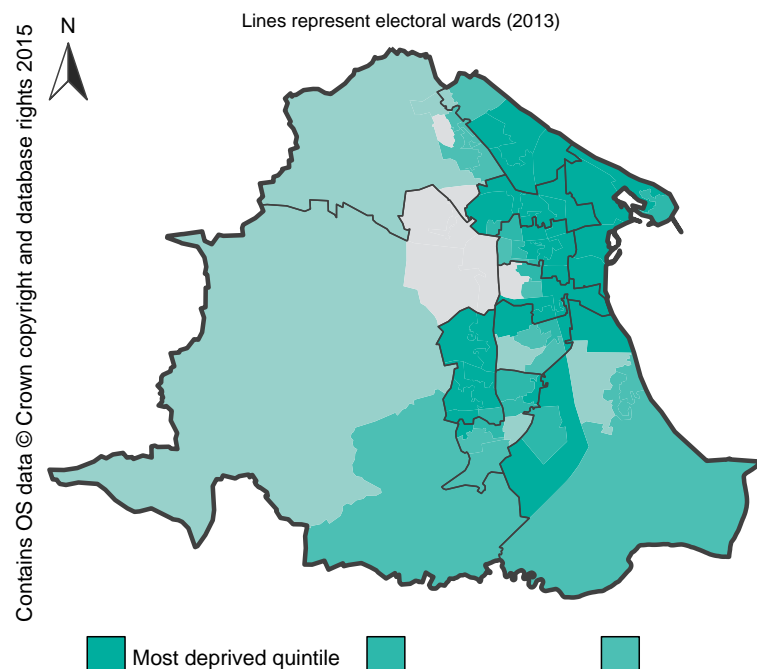 Lines represent electoral wards (2013)
N
Contains OS data © Crown copyright and database rights 2015
Most deprived quintile